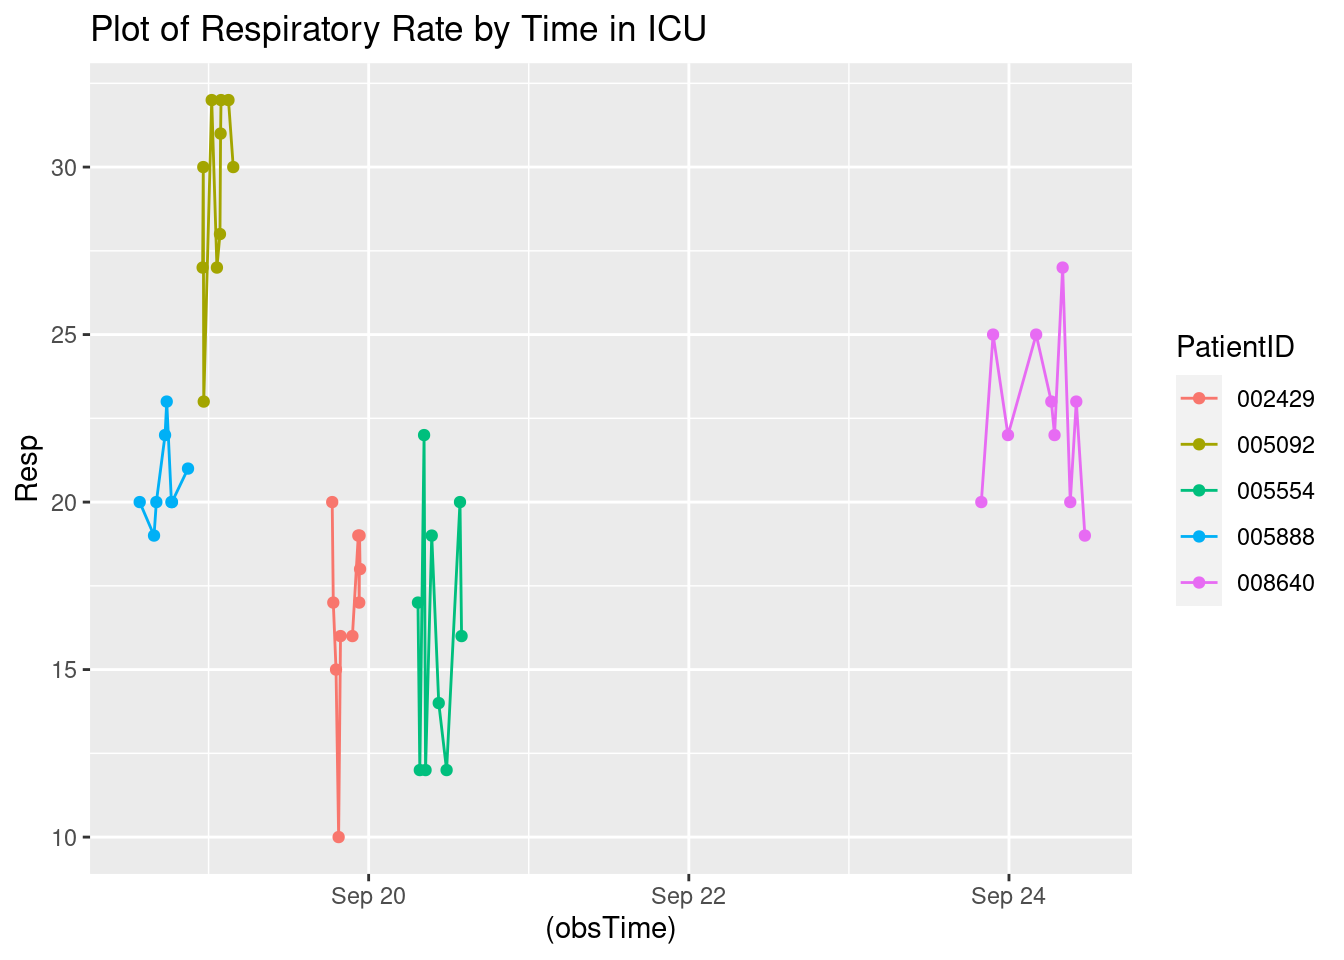 Plot of Respiratory Rate by Time in ICU
30
25
20
15
10
Resp
Sep 20
Sep 22
Sep 24
(obsTime)
PatientID
002429
005092
005554
005888
008640